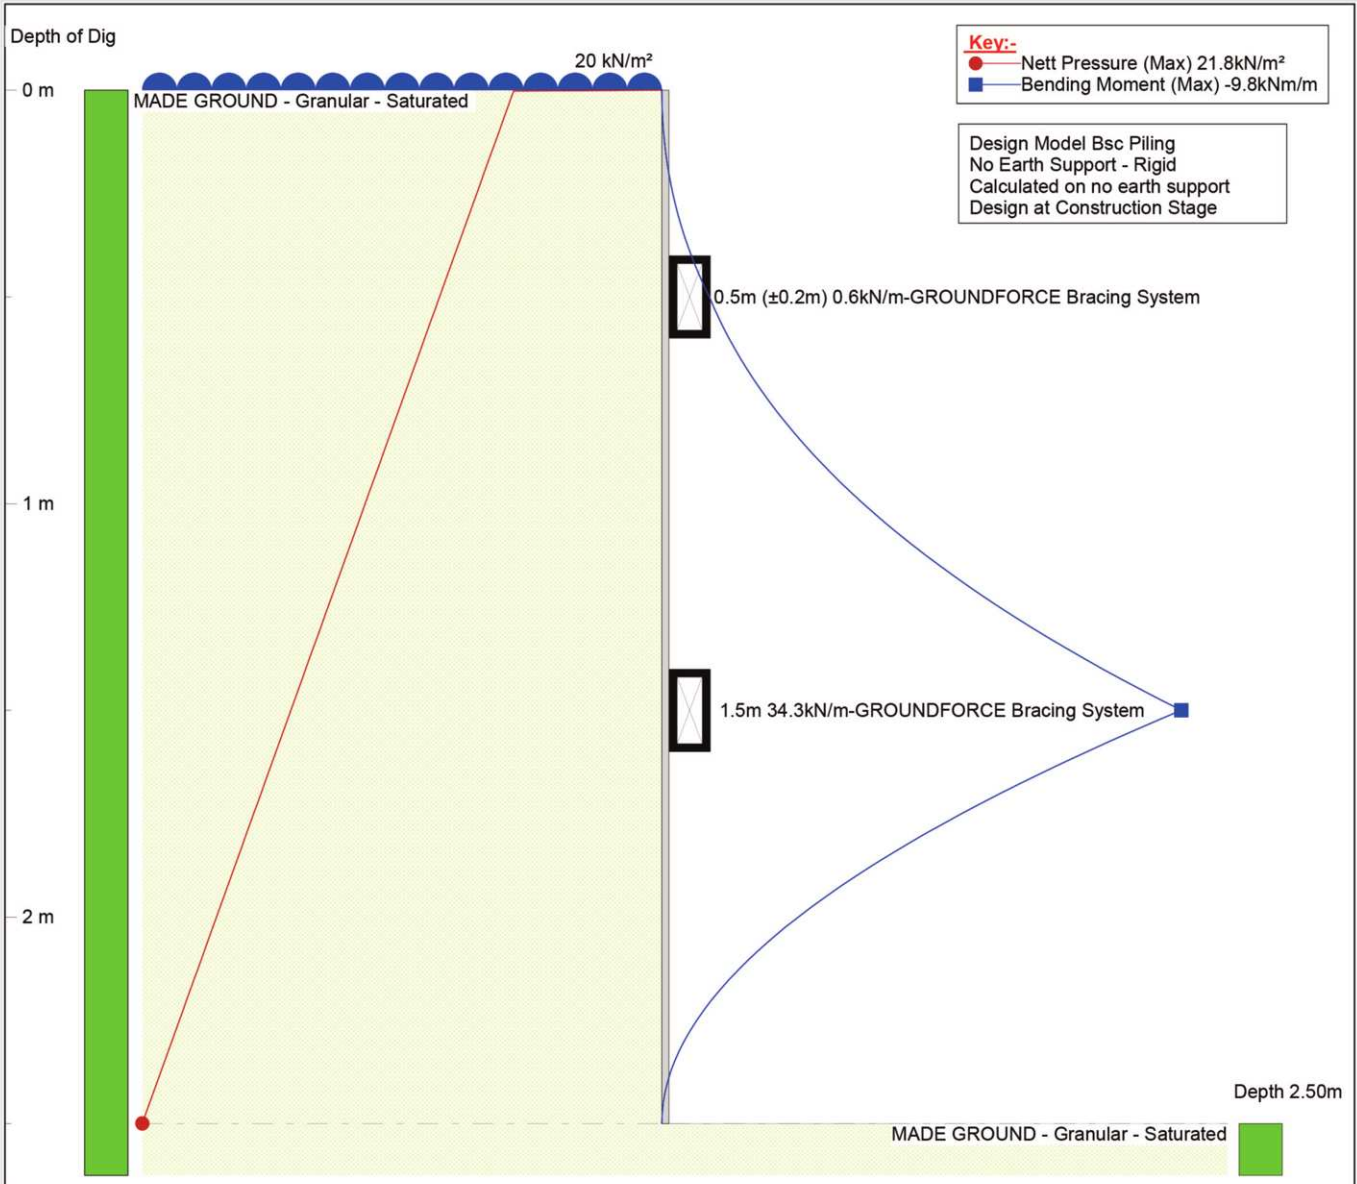 Depth of Dig
20 kN/m²
Key:-
Nett Pressure (Max) 21.8kN/m²
Bending Moment (Max) -9.8kNm/m
0 m
MADE GROUND - Granular - Saturated
Design Model Bsc Piling
No Earth Support - Rigid
Calculated on no earth support
Design at Construction Stage
0.5m (±0.2m) 0.6kN/m-GROUNDFORCE Bracing System
1 m
1.5m 34.3kN/m-GROUNDFORCE Bracing System
2 m
Depth 2.50m
MADE GROUND - Granular - Saturated